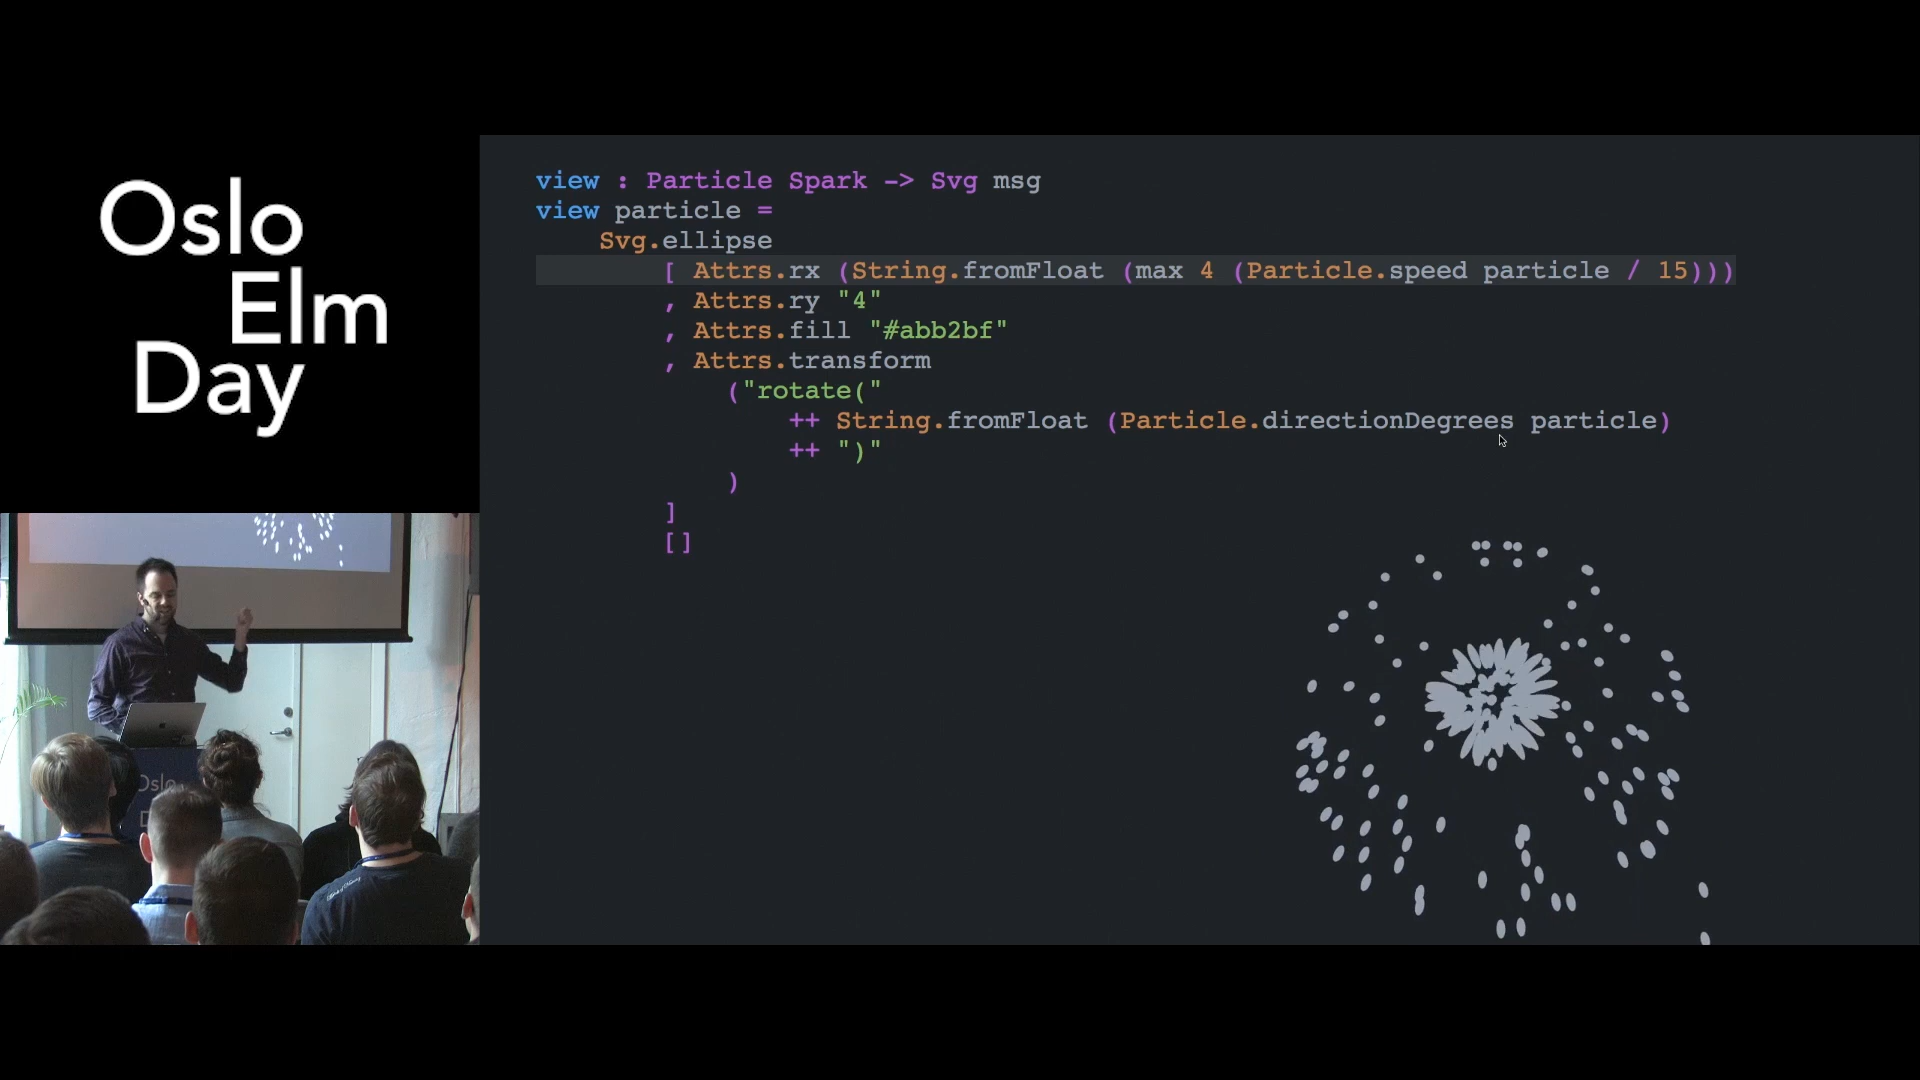 Oslo
Elm
Day
view : Particle Spark -> Svg msg
view particle =
    Svg.ellipse
        [ Attrs.rx (String.fromFloat (max 4 (Particle.speed particle / 15)))
        , Attrs.ry "4"
        , Attrs.fill "#abb2bf"
        , Attrs.transform
            ("rotate("
                ++ String.fromFloat (Particle.directionDegrees particle)
                ++ ")"
            )
        ]
        []
Oslo